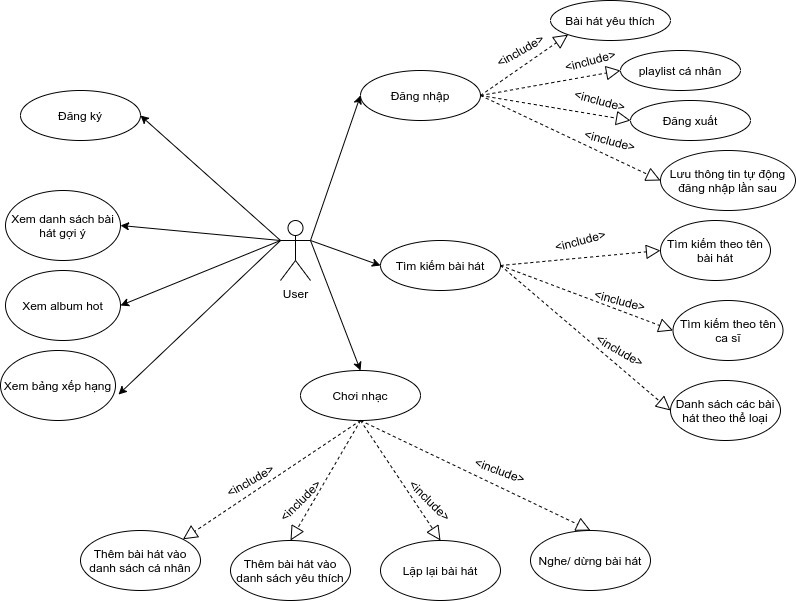 Bài hát yêu thích
<include>
playlist cá nhân
<include>
Đăng nhập
<include>
Đăng ký
Đăng xuất
<include>
Lưu thông tin tự động
đăng nhập lần sau
Xem danh sách bài
hát gợi ý
User
Tìm kiếm bài hát
<include>
Tìm kiếm theo tên
bài hát
Xem album hot
<include>
Tìm kiếm theo tên
ca sĩ
<include>
Xem bảng xếp hạng
Chơi nhạc
Danh sách các bài
hát theo thể loại
<include>
<include>
<include>
<include>
Thêm bài hát vào
danh sách cá nhân
Thêm bài hát vào
danh sách yêu thích
Lặp lại bài hát
Nghe/ dừng bài hát